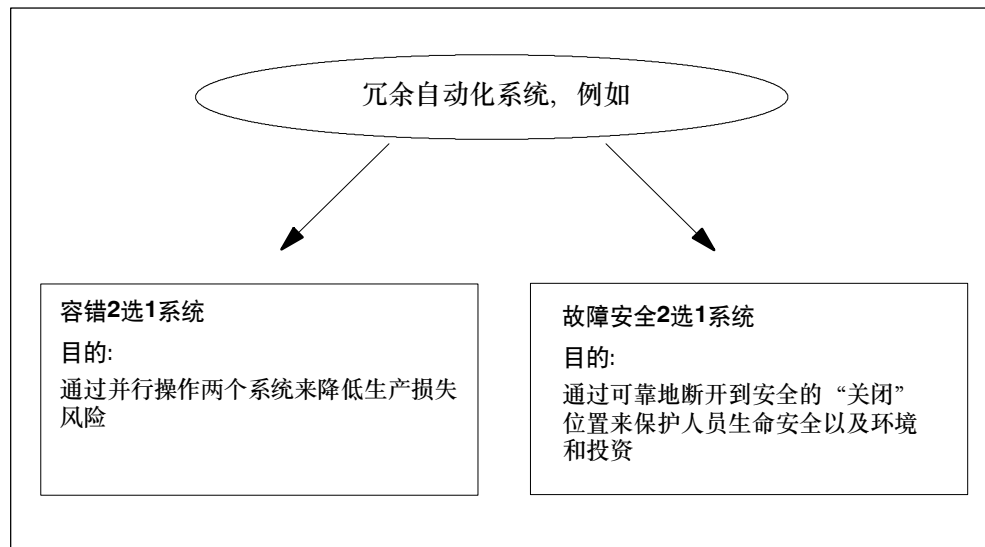 冗余自动化系统，例如
容错2选1系统
目的:
通过并行操作两个系统来降低生产损失
风险
故障安全2选1系统
目的:
通过可靠地断开到安全的“关闭”
位置来保护人员生命安全以及环境
和投资